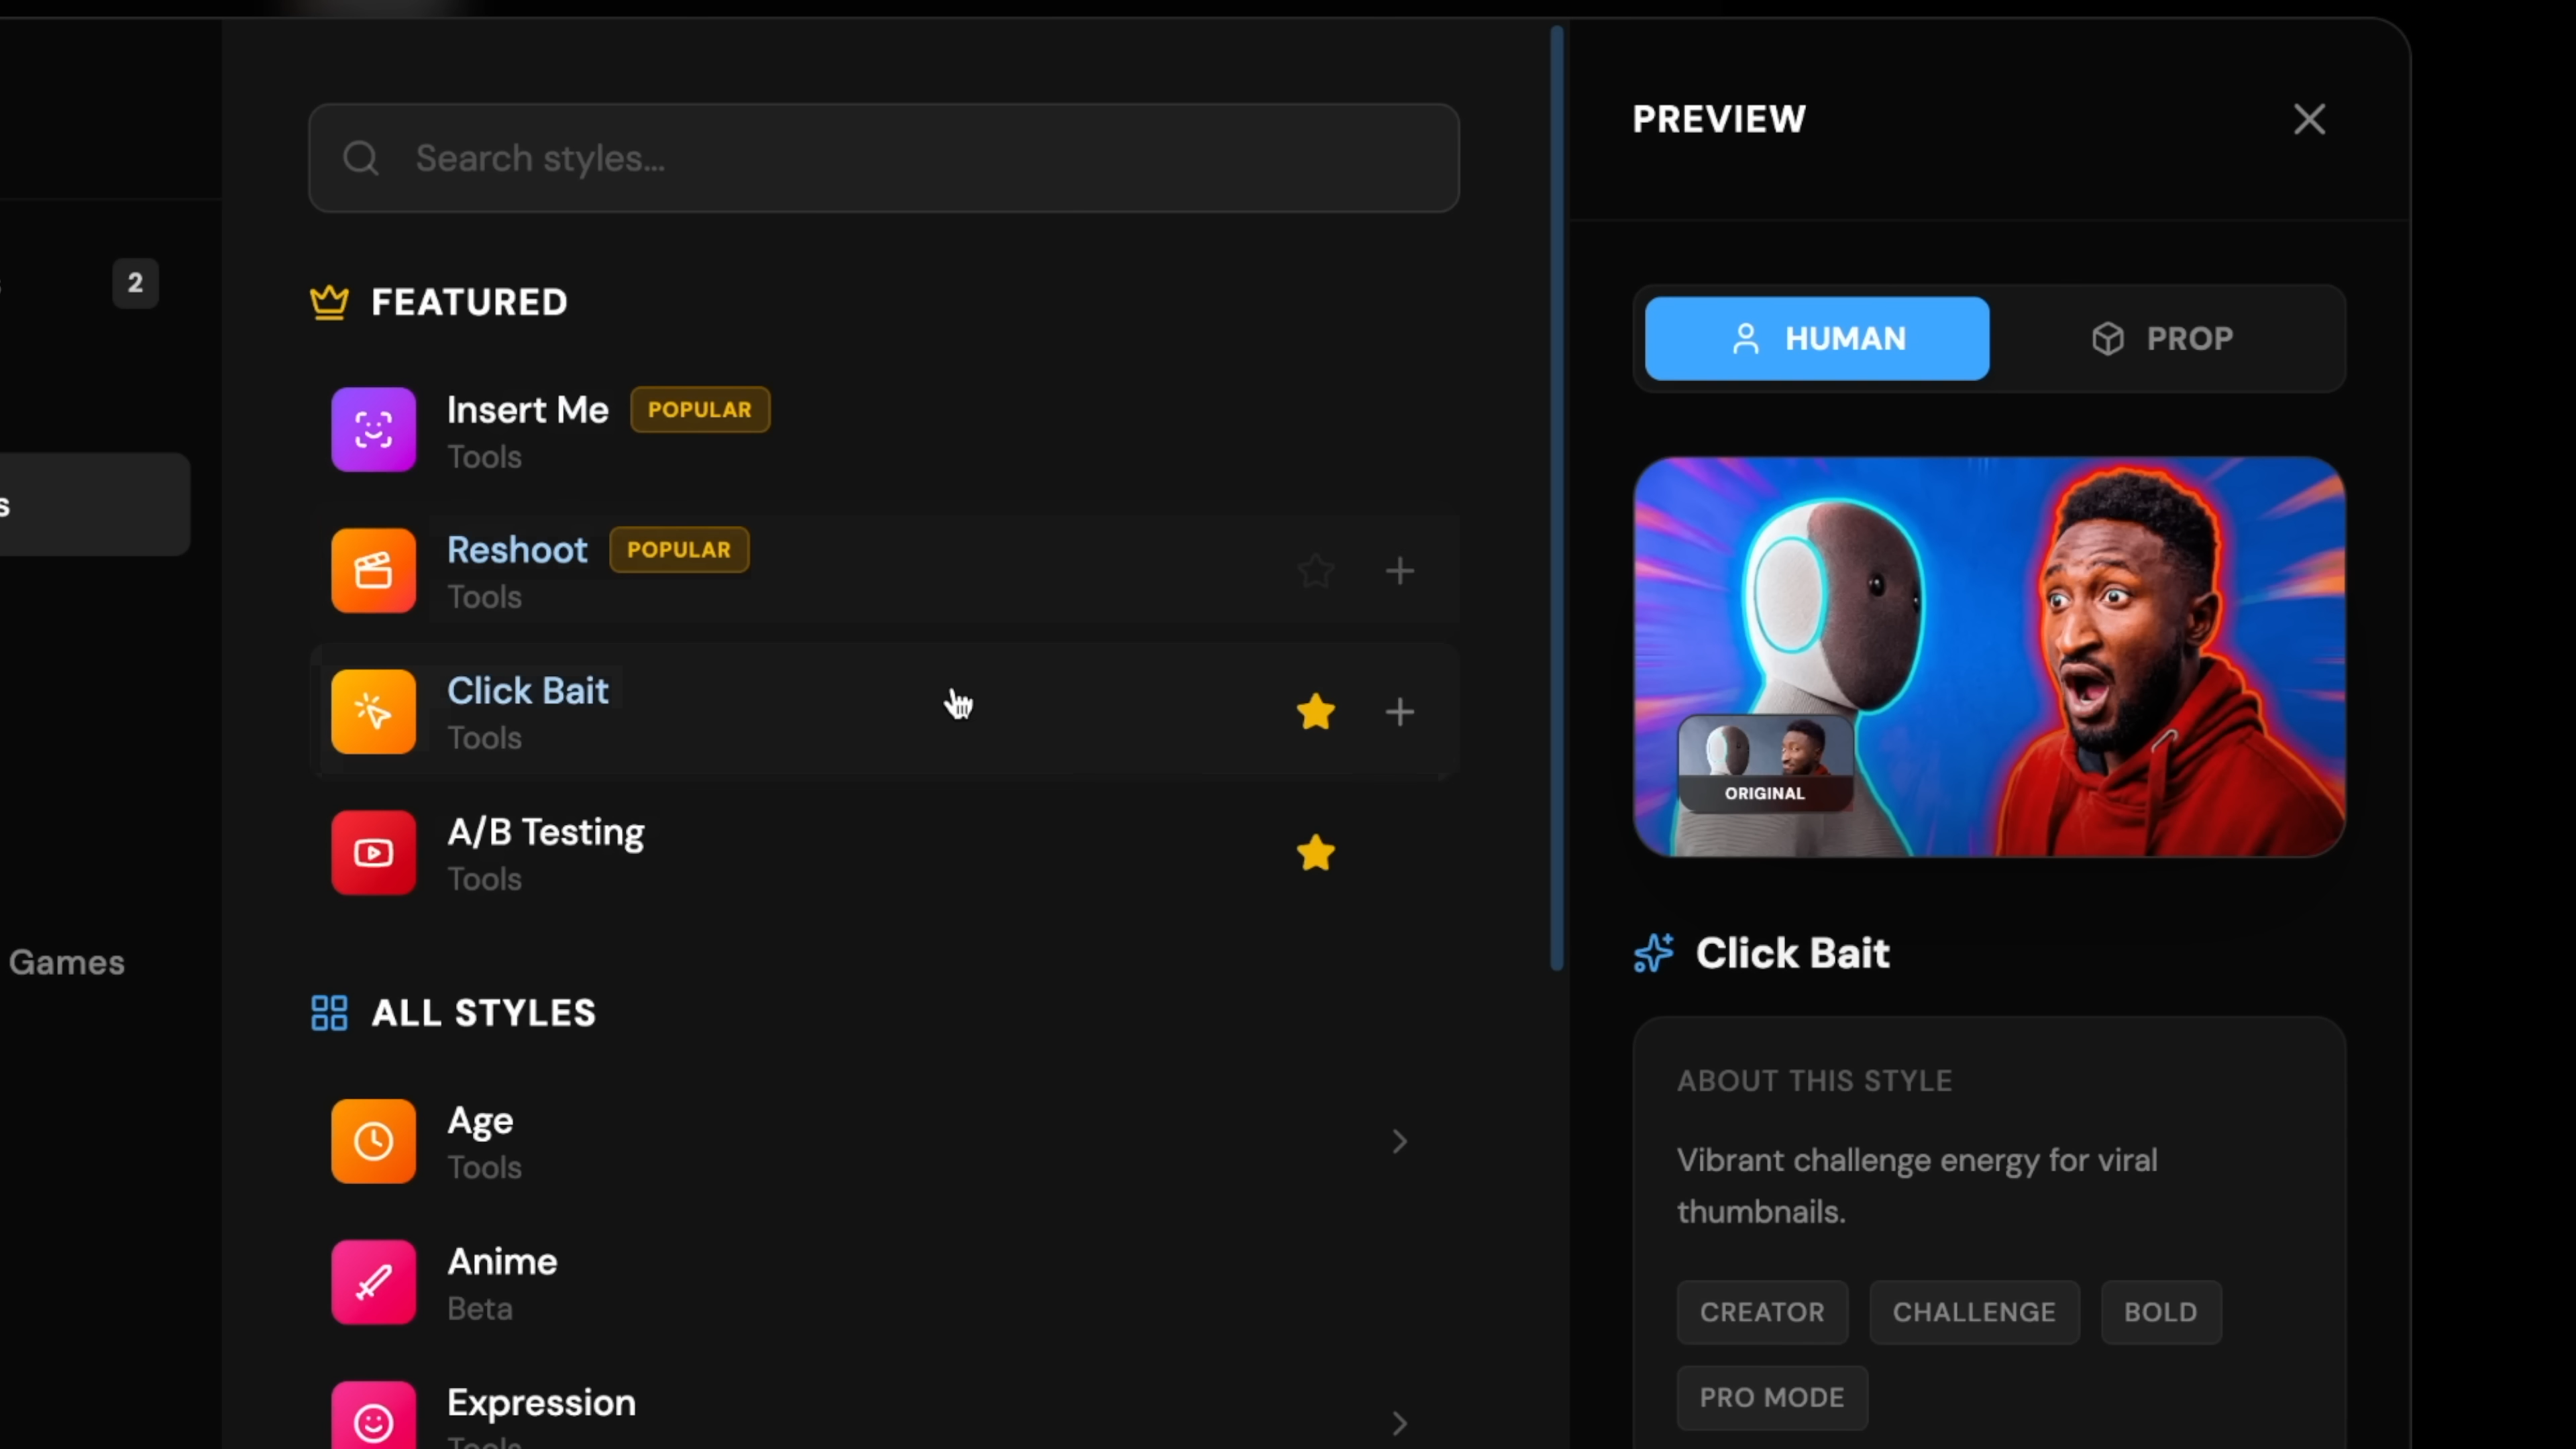 2
s
Games
Search styles...
FEATURED
Insert Me POPULAR
Tools
Reshoot POPULAR
Tools
Click Bait
Tools
A/B Testing
Tools
ALL STYLES
Age
Tools
Anime
Beta
Expression
Tools
PREVIEW
HUMAN PROP
ORIGINAL
Click Bait
ABOUT THIS STYLE
Vibrant challenge energy for viral
thumbnails.
CREATOR CHALLENGE BOLD
PRO MODE